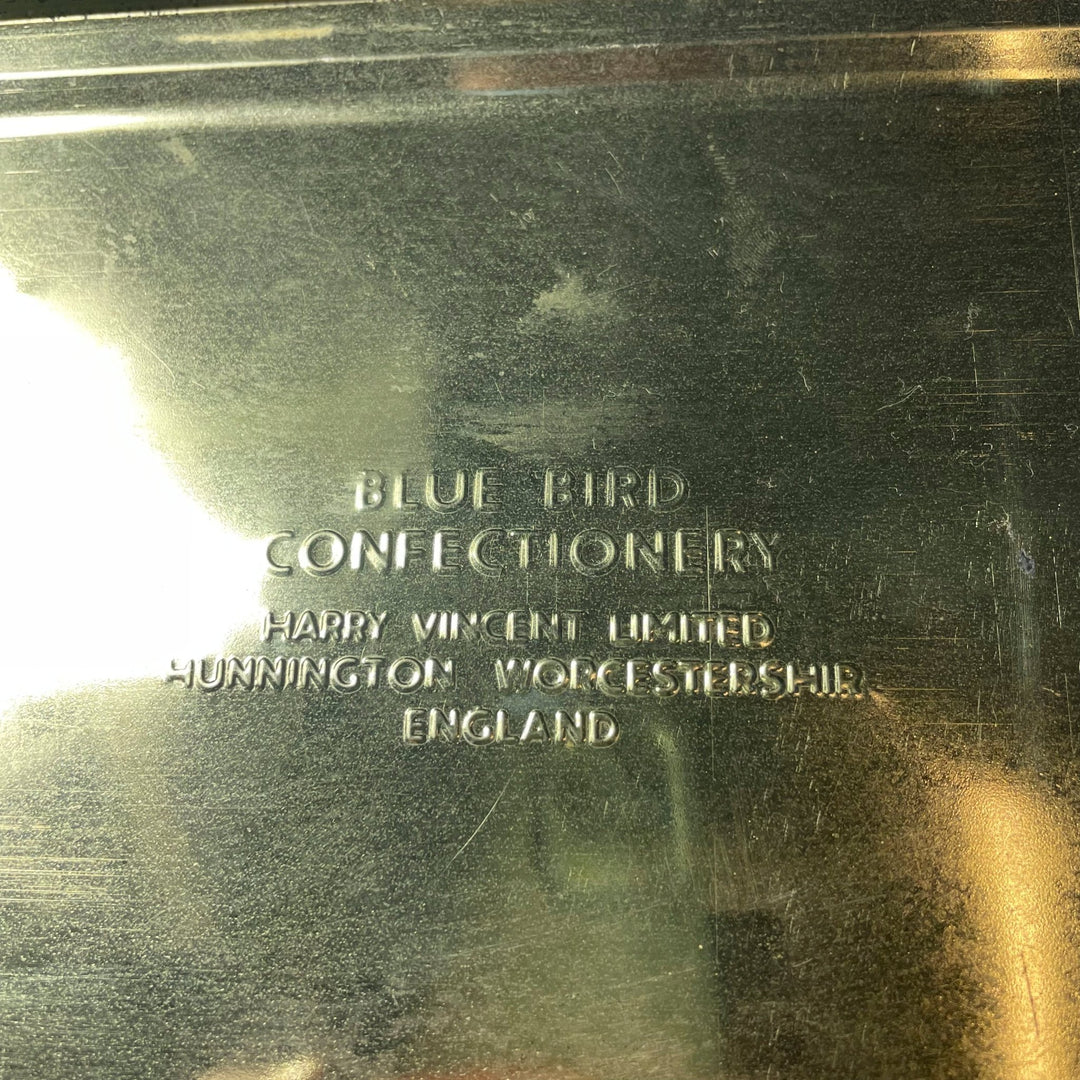 BLUE BIRD
CONFECTIONERY
HARRY VINCENT LIMITED
HUNNINGTON WORCESTERSHIR
ENGLAND